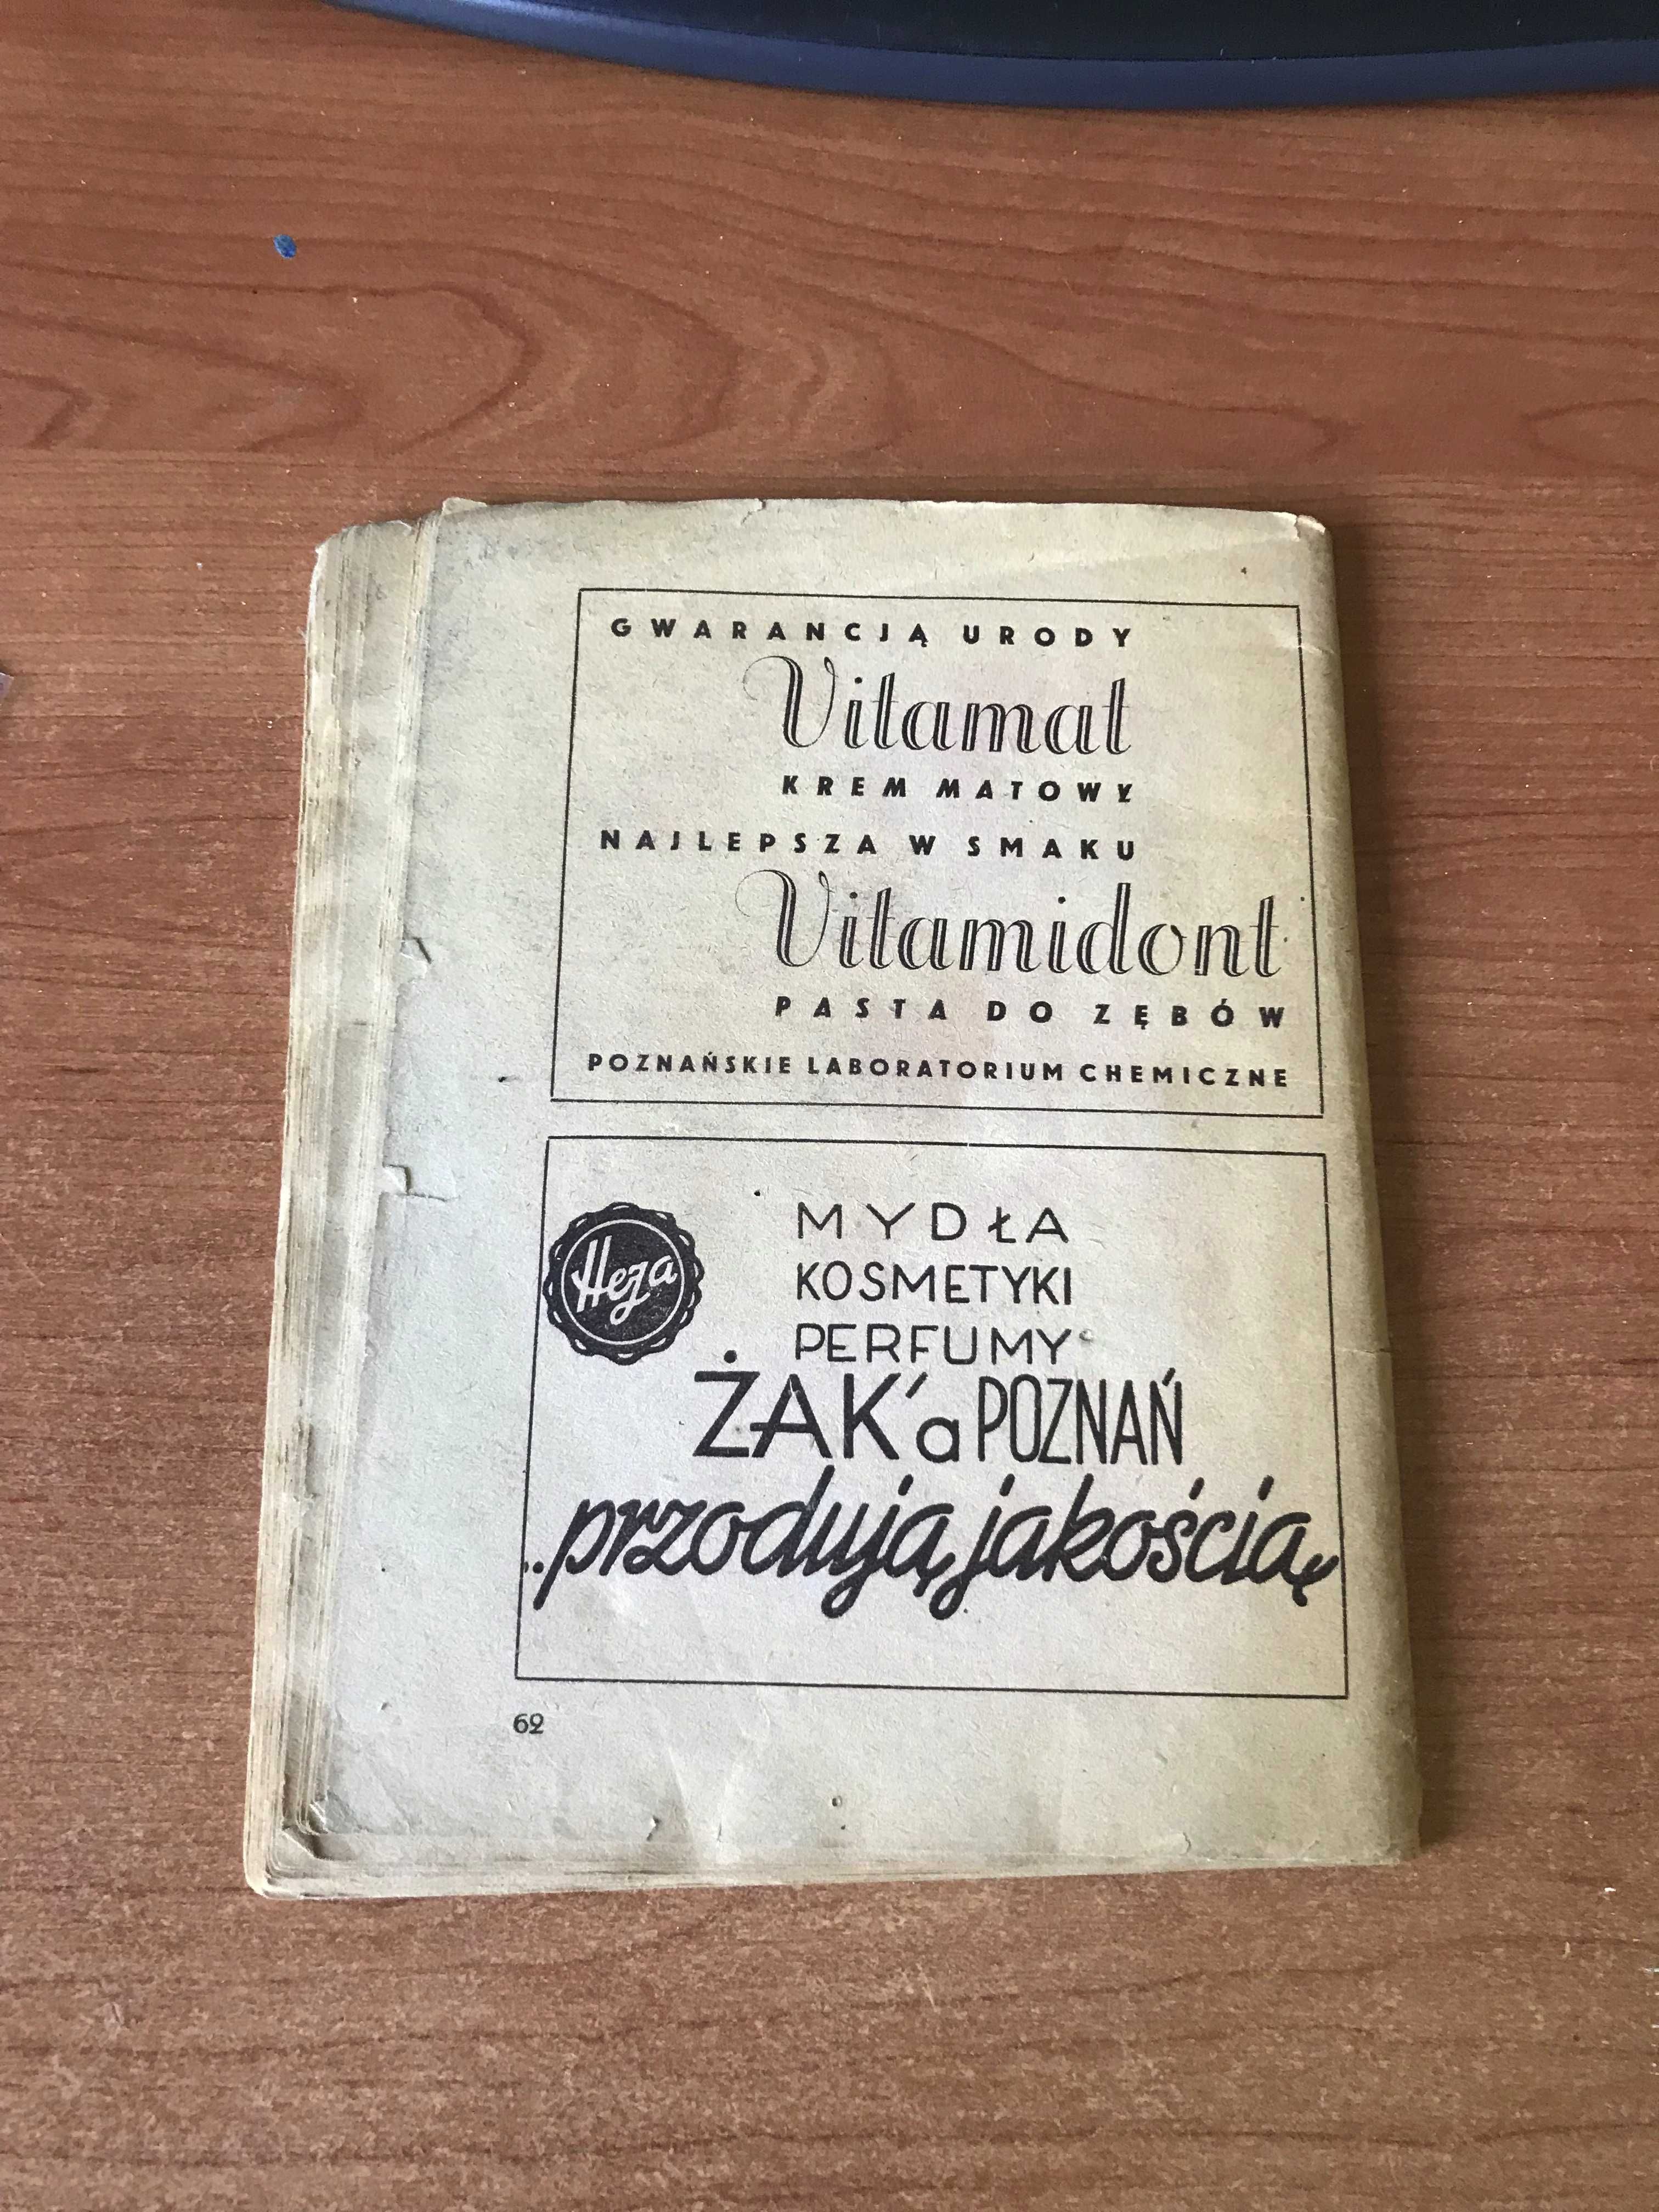 GWARANCJĄ URODY
Vitamat
KREM MATOWY
NAJLEPSZA W SMAKU
Vitamidont
PASTA DO ZĘBÓW
POZNAŃSKIE LABORATORIUM CHEMICZNE
Heza
MYDŁA
KOSMETYKI
PERFUMY
ŻAK'a POZNAŃ
„przodują jakością”
62